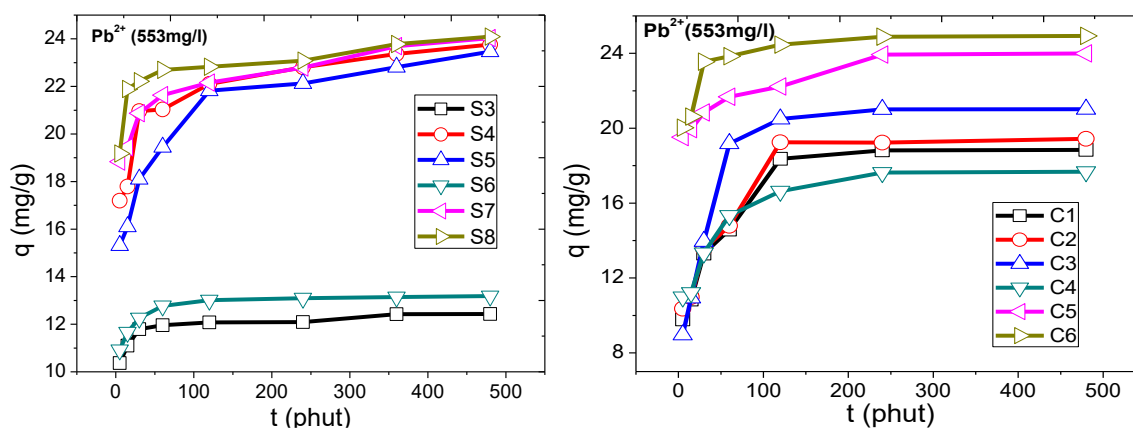 Pb2+ (553mg/l)
24
22
20
18
16
14
12
10
q (mg/g)
S3
S4
S5
S6
S7
S8
0 100 200 300 400 500
t (phut)
Pb2+ (553mg/l)
24
20
16
12
8
q (mg/g)
C1
C2
C3
C4
C5
C6
0 100 200 300 400 500
t (phut)